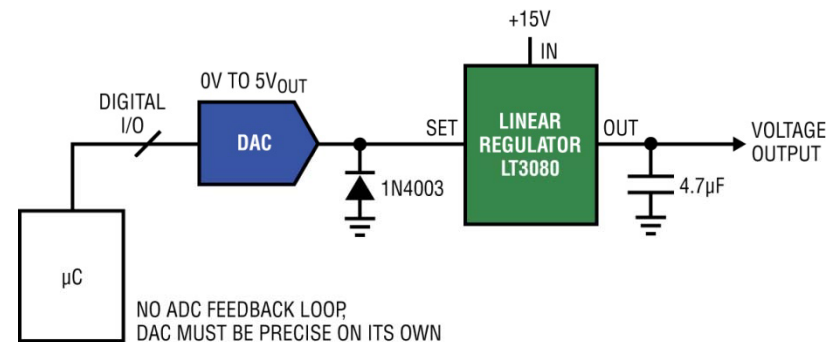 +15V
IN
0V TO 5VOUT
DIGITAL
I/O
DAC
SET
LINEAR
REGULATOR
LT3080
OUT
VOLTAGE
OUTPUT
1N4003
4.7µF
µC
NO ADC FEEDBACK LOOP,
DAC MUST BE PRECISE ON ITS OWN